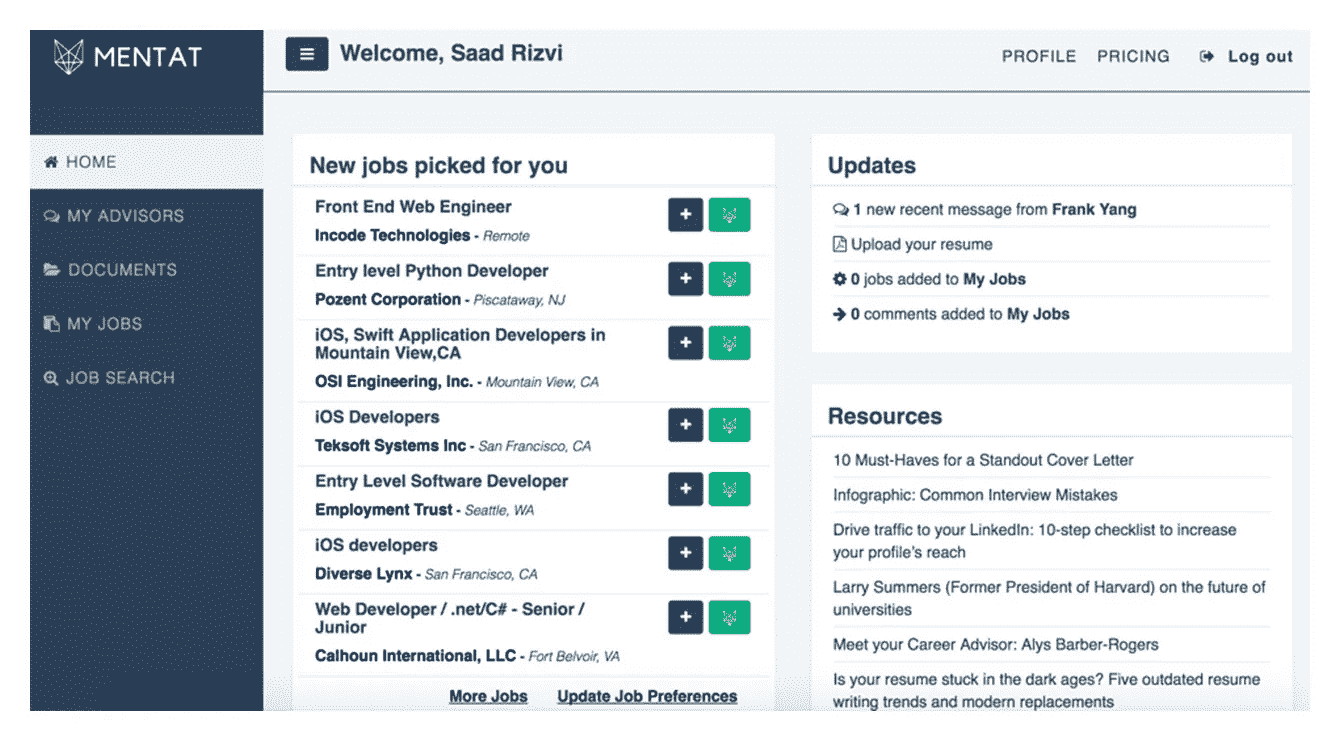 MENTAT
Welcome, Saad Rizvi
PROFILE PRICING Log out
HOME
MY ADVISORS
DOCUMENTS
MY JOBS
JOB SEARCH
New jobs picked for you
Front End Web Engineer
Incode Technologies - Remote
Entry level Python Developer
Pozent Corporation - Piscataway, NJ
iOS, Swift Application Developers in
Mountain View,CA
OSI Engineering, Inc. - Mountain View, CA
iOS Developers
Teksoft Systems Inc - San Francisco, CA
Entry Level Software Developer
Employment Trust - Seattle, WA
iOS developers
Diverse Lynx - San Francisco, CA
Web Developer / .net/C# - Senior /
Junior
Calhoun International, LLC - Fort Belvoir, VA
More Jobs Update Job Preferences
Updates
1 new recent message from Frank Yang
Upload your resume
0 jobs added to My Jobs
0 comments added to My Jobs
Resources
10 Must-Haves for a Standout Cover Letter
Infographic: Common Interview Mistakes
Drive traffic to your LinkedIn: 10-step checklist to increase
your profile's reach
Larry Summers (Former President of Harvard) on the future of
universities
Meet your Career Advisor: Alys Barber-Rogers
Is your resume stuck in the dark ages? Five outdated resume
writing trends and modern replacements